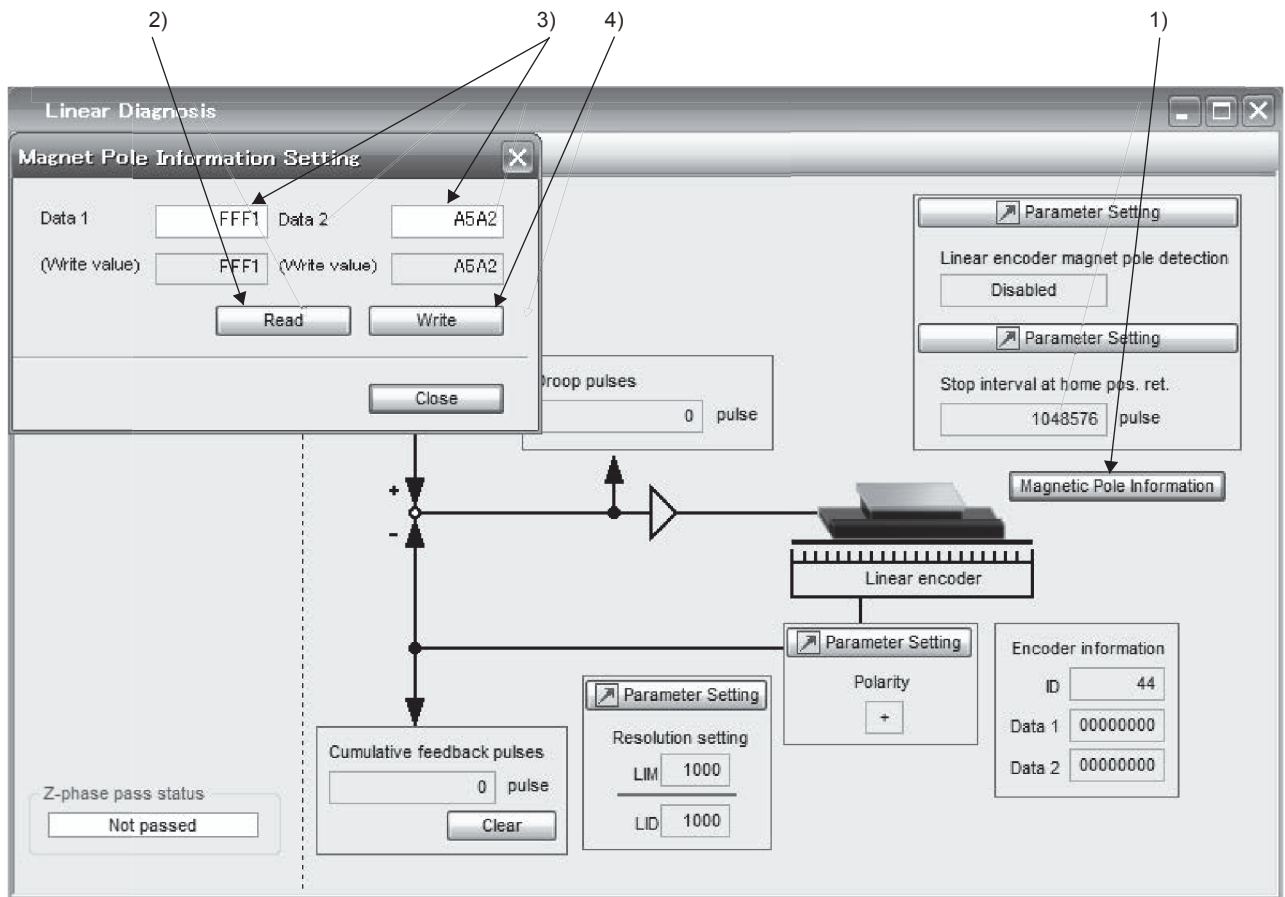 2) 3) 4) 1)
Linear Diagnosis
Magnet Pole Information Setting
Data 1 FFF1 Data 2 A5A2
(Write value) FFF1 (Write value) A5A2
Read Write
Close
Parameter Setting
Linear encoder magnet pole detection
Disabled
Parameter Setting
Stop interval at home pos. ret.
1048576 pulse
Magnetic Pole Information
Droop pulses
0 pulse
+
-
Linear encoder
Parameter Setting
Polarity
+
Encoder information
ID 44
Data 1 00000000
Data 2 00000000
Parameter Setting
Resolution setting
LIM 1000
LID 1000
Cumulative feedback pulses
0 pulse
Clear
Z-phase pass status
Not passed